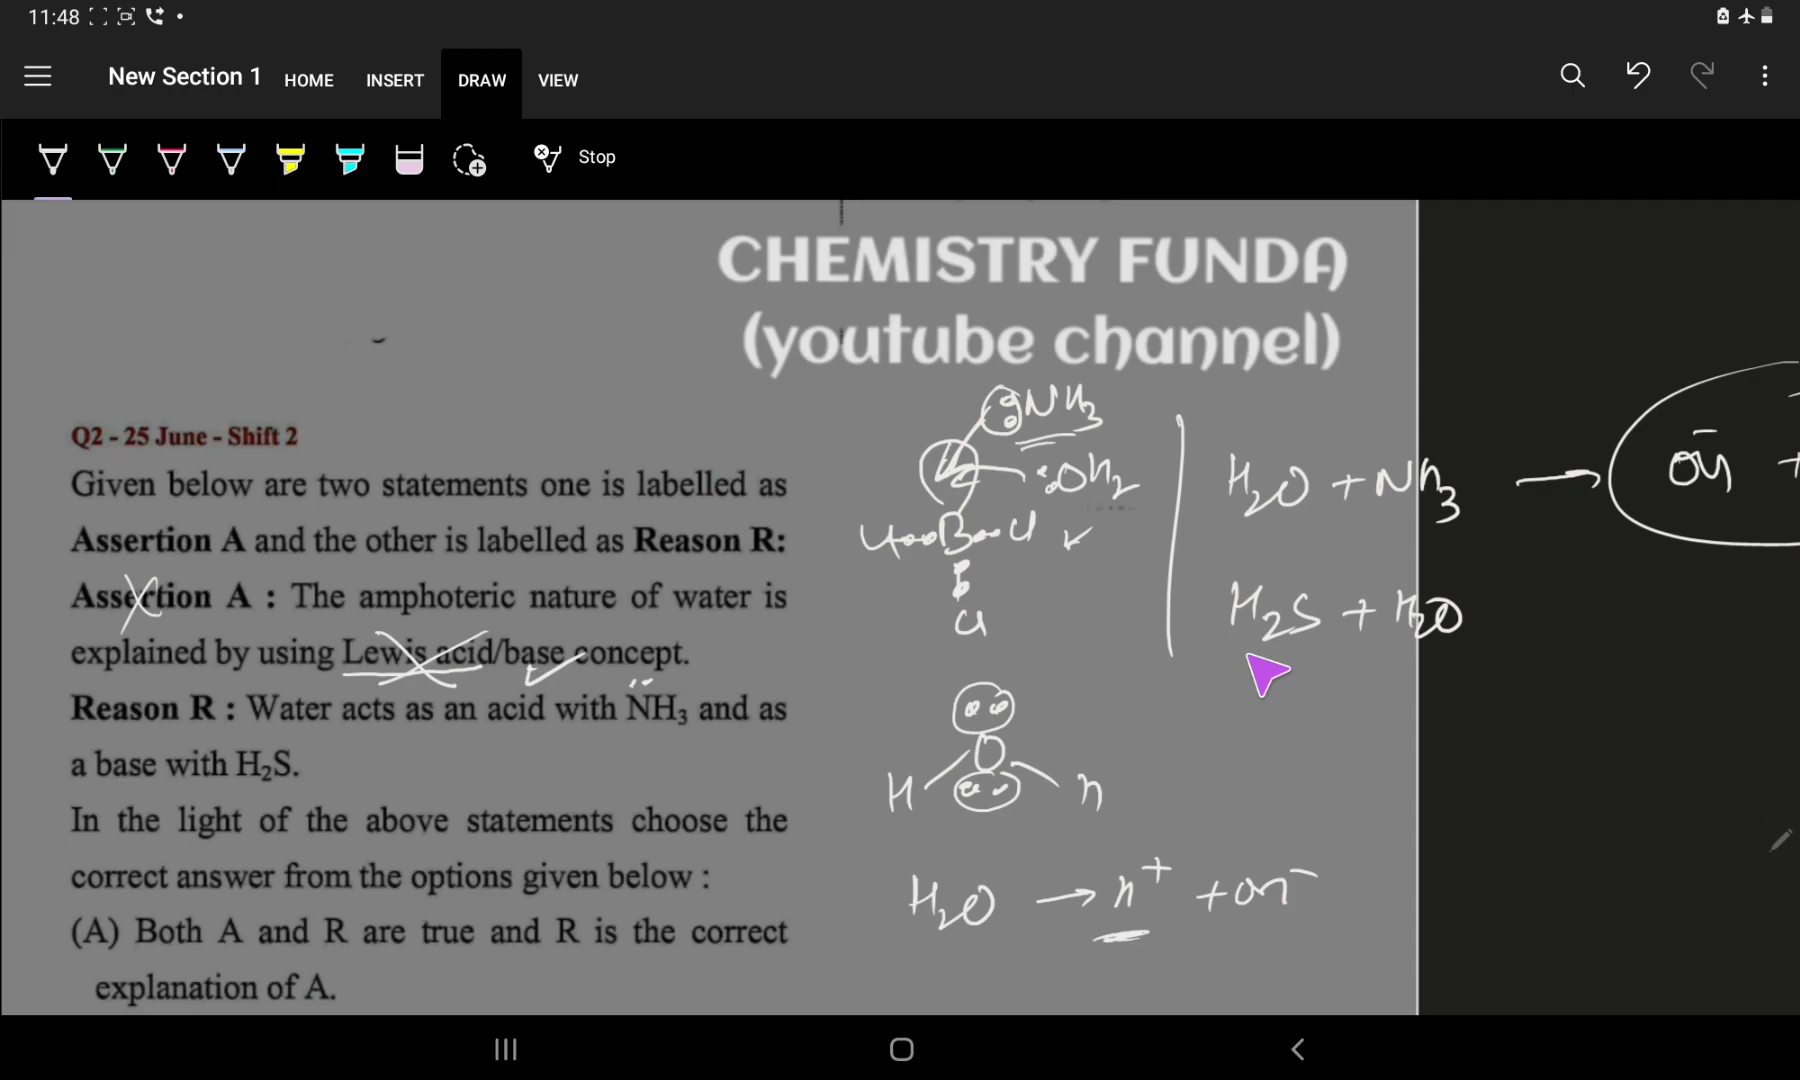 11:48
New Section 1 HOME INSERT DRAW VIEW
Stop
CHEMISTRY FUNDA
(youtube channel)
Q2 - 25 June - Shift 2
Given below are two statements one is labelled as
Assertion A and the other is labelled as Reason R:
Assertion A : The amphoteric nature of water is
explained by using Lewis acid/base concept.
Reason R : Water acts as an acid with NH₃ and as
a base with H₂S.
In the light of the above statements choose the
correct answer from the options given below :
(A) Both A and R are true and R is the correct
explanation of A.
NH₃
:OH₂
B
Cl
H O H
H₂O → H⁺ + OH⁻
H₂O + NH₃ → OH⁻ +
H₂S + H₂O